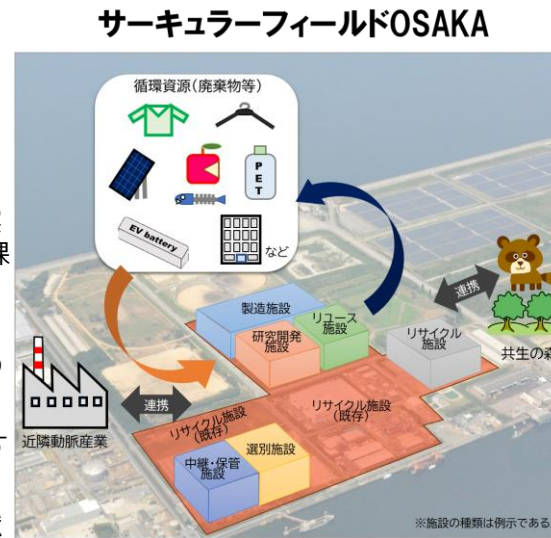 サーキュラーフィールドOSAKA
循環資源(廃棄物等)
P
E
T
EV battery
など
課
製造施設
リユース
施設
研究開発
施設
連携
リサイクル
施設
共生の森
連携
近隣動脈産業
リサイクル施設
(既存)
リサイクル施設
(既存)
選別施設
中継・保管
施設
※施設の種類は例示である